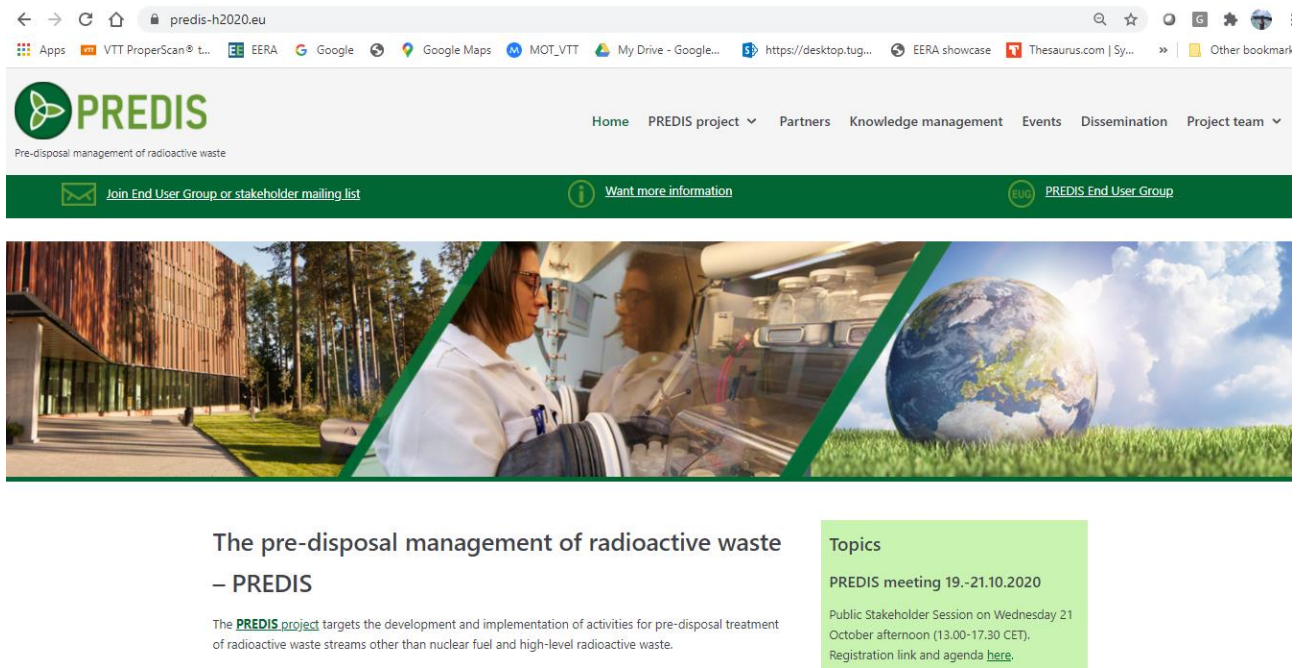 predis-h2020.eu
Apps VTT ProperScan® t... EERA Google Google Maps MOT_VTT My Drive - Google... https://desktop.tug... EERA showcase Thesaurus.com | Sy... » Other bookmark
PREDIS
Pre-disposal management of radioactive waste
Home PREDIS project Partners Knowledge management Events Dissemination Project team
Join End User Group or stakeholder mailing list
Want more information
EUG PREDIS End User Group
The pre-disposal management of radioactive waste
– PREDIS
The PREDIS project targets the development and implementation of activities for pre-disposal treatment
of radioactive waste streams other than nuclear fuel and high-level radioactive waste.
Topics
PREDIS meeting 19.-21.10.2020
Public Stakeholder Session on Wednesday 21
October afternoon (13.00-17.30 CET).
Registration link and agenda here.